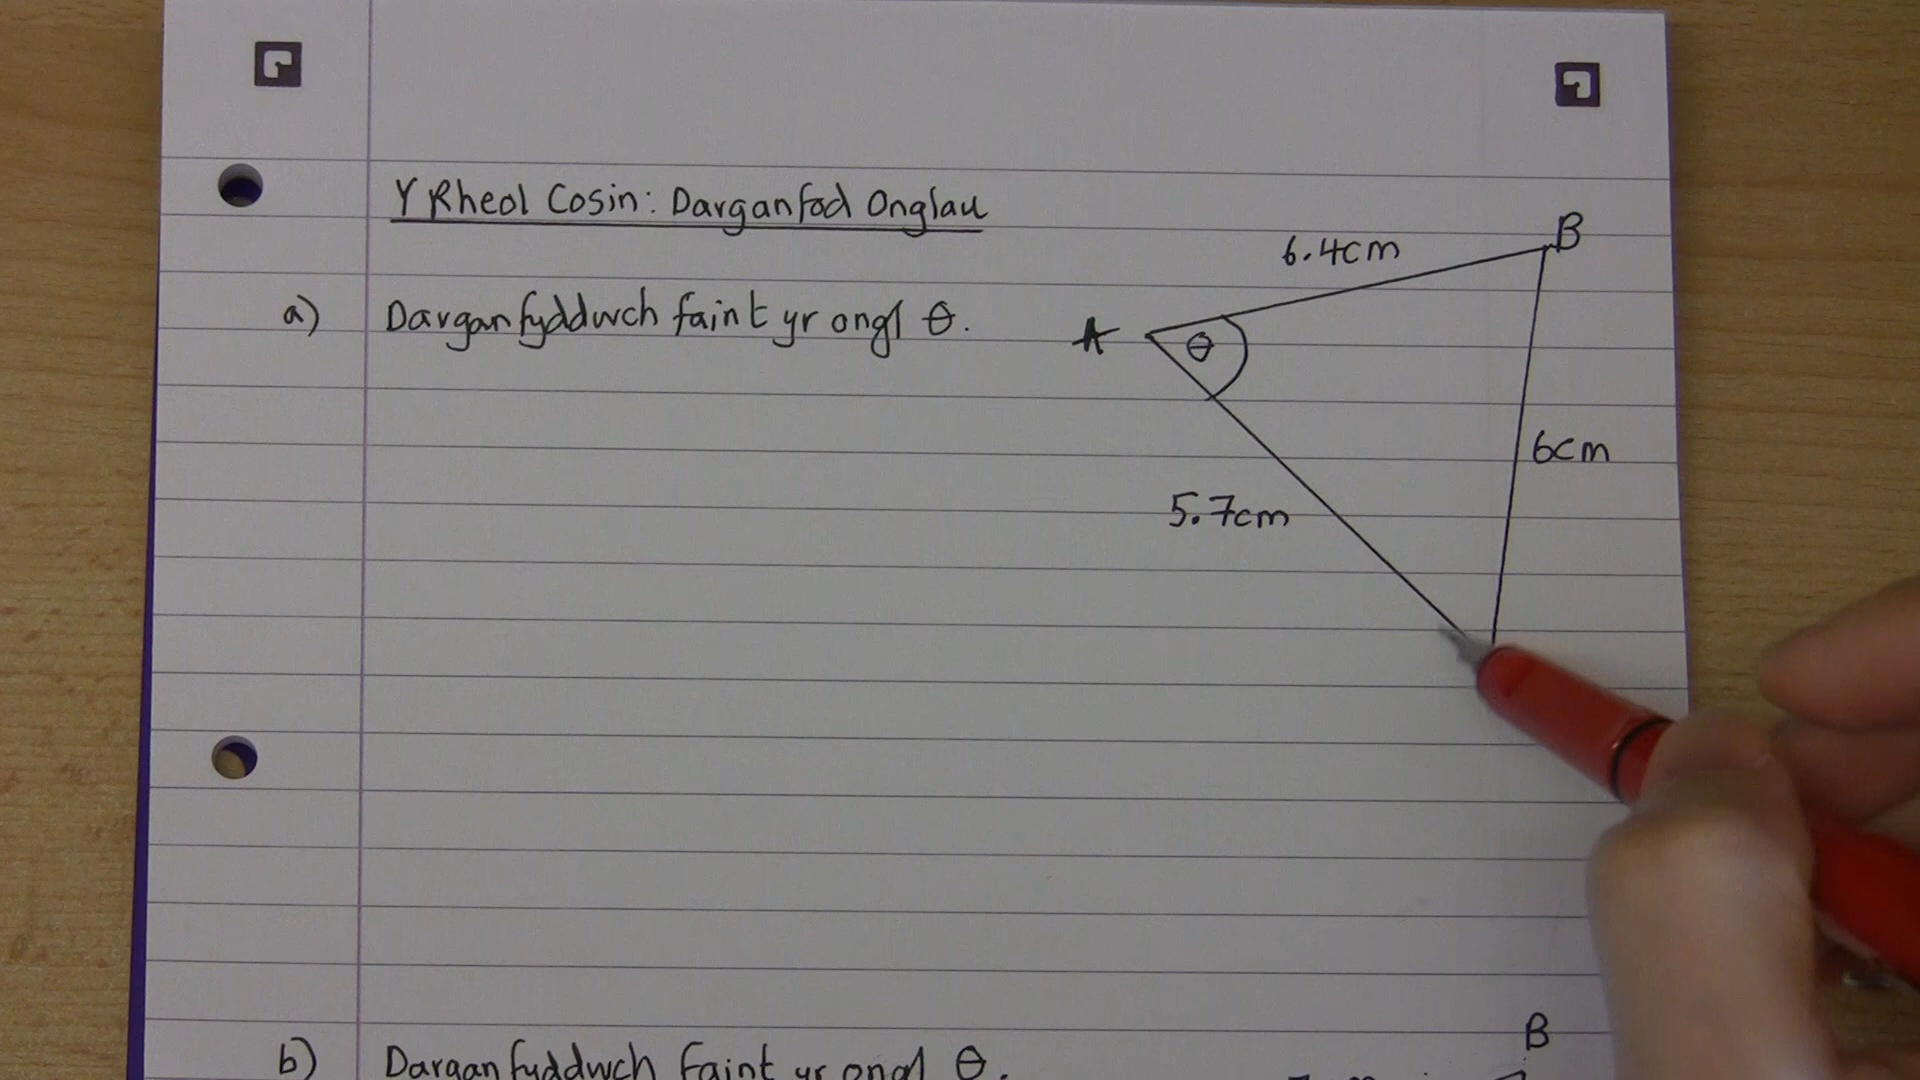 Y Rheol Cosin: Darganfod Onglau
a) Darganfyddwch faint yr ongl θ.
B
6.4cm
A
θ
6cm
5.7cm
B
b) Darganfyddwch faint yr ongl θ.